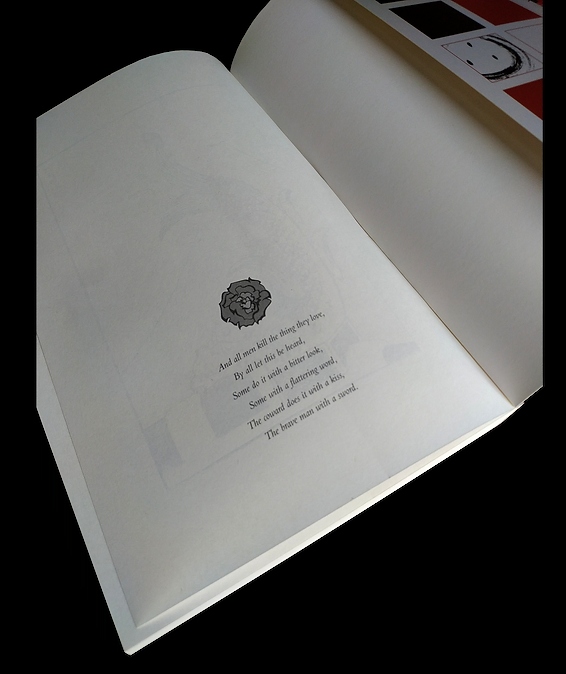 And all men kill the thing they love,
By all let this be heard,
Some do it with a bitter look,
Some with a flattering word,
The coward does it with a kiss,
The brave man with a sword.